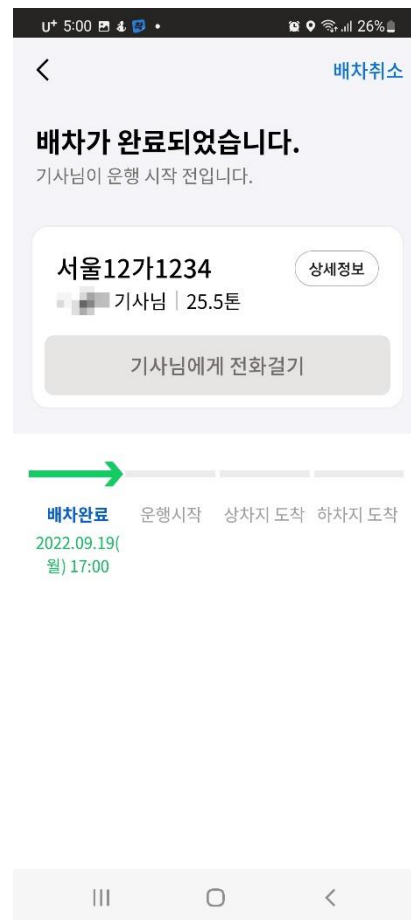 U+ 5:00 26%
배차취소
배차가 완료되었습니다.
기사님이 운행 시작 전입니다.
서울12가1234
상세정보
기사님 | 25.5톤
기사님에게 전화걸기
배차완료 운행시작 상차지 도착 하차지 도착
2022.09.19(
월) 17:00